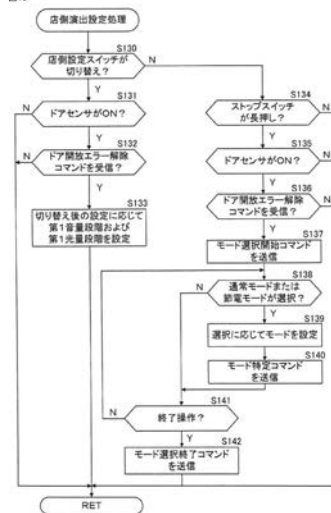 店側演出設定処理
S130
店側設定スイッチが
切り替え?
N
Y
S131
ドアセンサがON?
N
Y
S132
ドア開放エラー解除
コマンドを受信?
N
Y
S133
切り替え後の設定に応じて
第1音量段階および
第1光量段階を設定
S134
ストップスイッチ
が長押し?
N
Y
S135
ドアセンサがON?
N
Y
S136
ドア開放エラー解除
コマンドを受信?
N
Y
S137
モード選択開始コマンド
を送信
S138
通常モードまたは
節電モードが選択?
N
Y
S139
選択に応じてモードを設定
S140
モード特定コマンド
を送信
S141
終了操作?
N
Y
S142
モード選択終了コマンド
を送信
RET